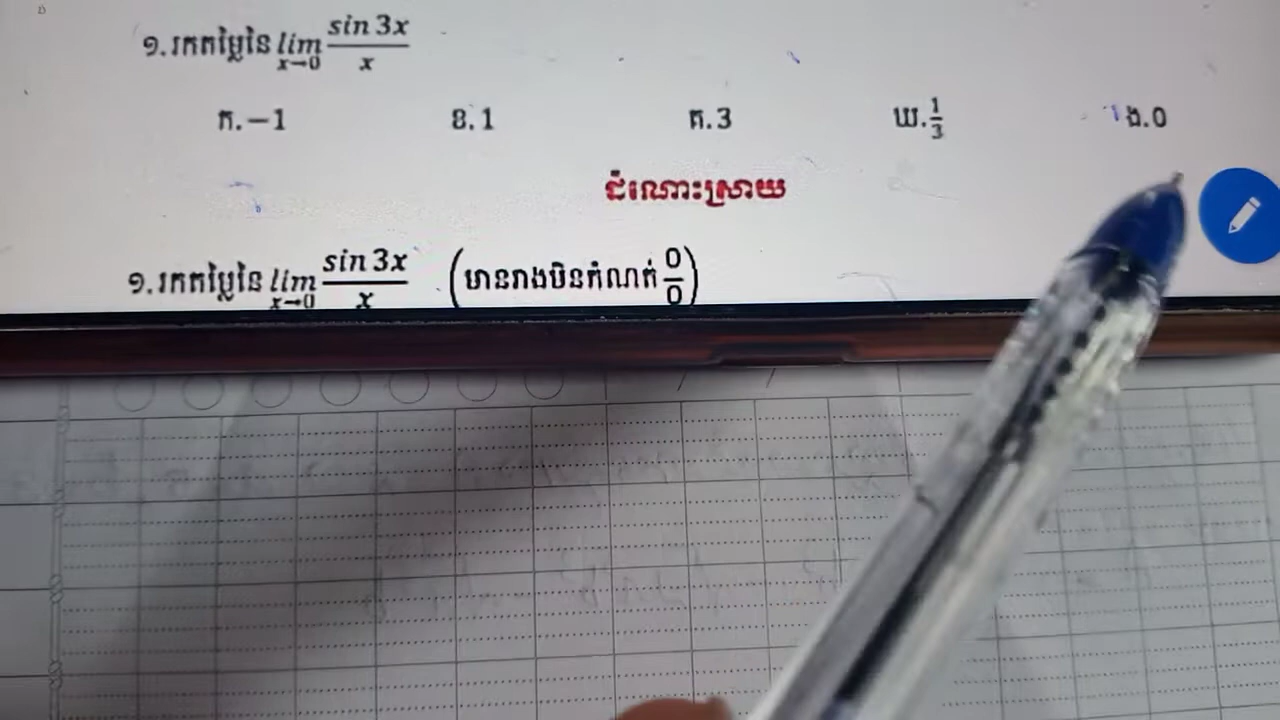 ១.រកតម្លៃនៃ lim x→0 sin 3x / x
ក.−1 ខ.1 គ.3 ឃ.1/3 ង.0
ដំណោះស្រាយ
១.រកតម្លៃនៃ lim x→0 sin 3x / x (មានរាងមិនកំណត់ 0/0)